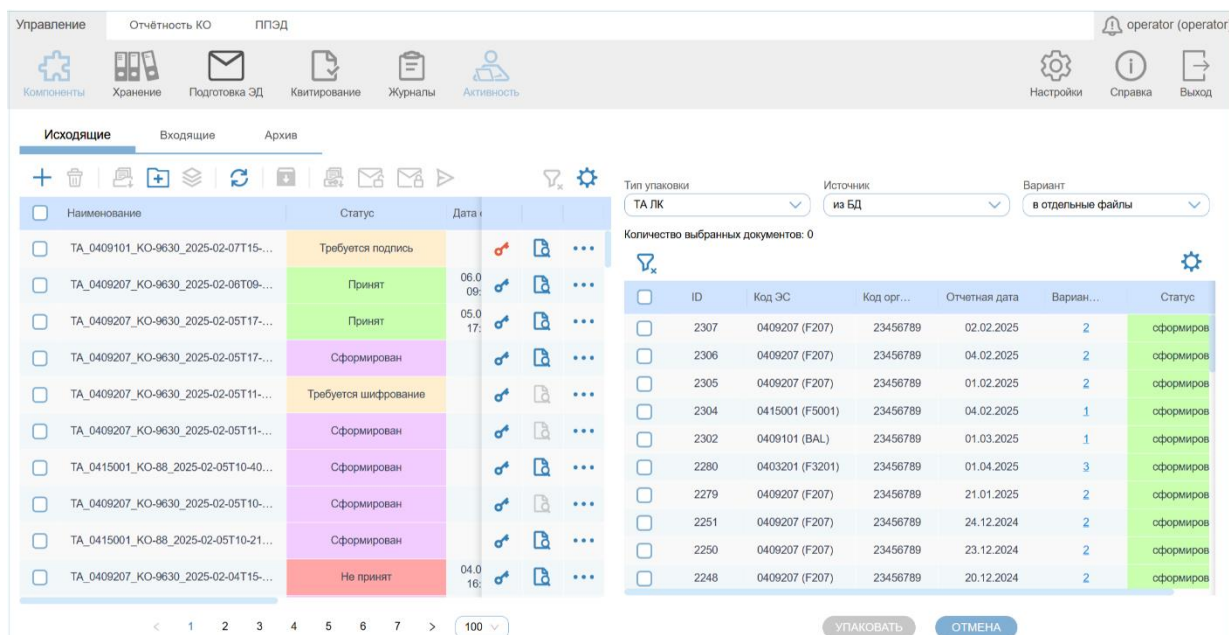 Управление Отчётность КО ППЭД operator (operator
Компоненты Хранение Подготовка ЭД Квитирование Журналы Активность Настройки Справка Выход
Исходящие Входящие Архив
Наименование Статус Дата
TA_0409101_KO-9630_2025-02-07T15-... Требуется подпись
TA_0409207_KO-9630_2025-02-06T09-... Принят 06.0 09:
TA_0409207_KO-9630_2025-02-05T17-... Принят 05.0 17:
TA_0409207_KO-9630_2025-02-05T17-... Сформирован
TA_0409207_KO-9630_2025-02-05T11-... Требуется шифрование
TA_0409207_KO-9630_2025-02-05T11-... Сформирован
TA_0415001_KO-88_2025-02-05T10-40... Сформирован
TA_0409207_KO-9630_2025-02-05T10-... Сформирован
TA_0415001_KO-88_2025-02-05T10-21... Сформирован
TA_0409207_KO-9630_2025-02-04T15-... Не принят 04.0 16:
< 1 2 3 4 5 6 7 > 100
Тип упаковки Источник Вариант
ТА ЛК из БД в отдельные файлы
Количество выбранных документов: 0
ID Код ЭС Код орг... Отчетная дата Вариан... Статус
2307 0409207 (F207) 23456789 02.02.2025 2 сформиров
2306 0409207 (F207) 23456789 04.02.2025 2 сформиров
2305 0409207 (F207) 23456789 01.02.2025 2 сформиров
2304 0415001 (F5001) 23456789 04.02.2025 1 сформиров
2302 0409101 (BAL) 23456789 01.03.2025 1 сформиров
2280 0403201 (F3201) 23456789 01.04.2025 3 сформиров
2279 0409207 (F207) 23456789 21.01.2025 2 сформиров
2251 0409207 (F207) 23456789 24.12.2024 2 сформиров
2250 0409207 (F207) 23456789 23.12.2024 2 сформиров
2248 0409207 (F207) 23456789 20.12.2024 2 сформиров
УПАКОВАТЬ ОТМЕНА